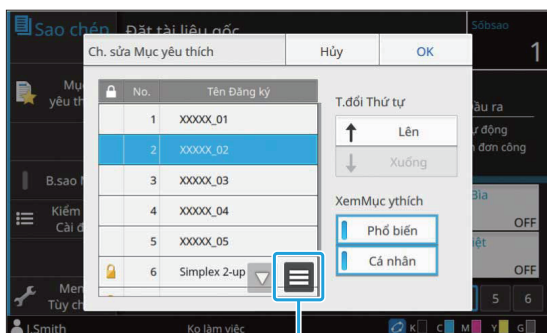 Sao chép
Đặt tài liệu gốc
Sốbsao
1
Ch. sửa Mục yêu thích
Hủy
OK
No.
Tên Đăng ký
1 XXXXX_01
2 XXXXX_02
3 XXXXX_03
4 XXXXX_04
5 XXXXX_05
6 Simplex 2-up
T.đổi Thứ tự
Lên
Xuống
XemMục ythích
Phổ biến
Cá nhân
yêu th
B.sao
Kiểm
Cài đ
Tùy ch
ầu ra
ự động
đơn công
Bìa
OFF
iệt
OFF
5 6
J.Smith
Ko làm việc
K C M Y G